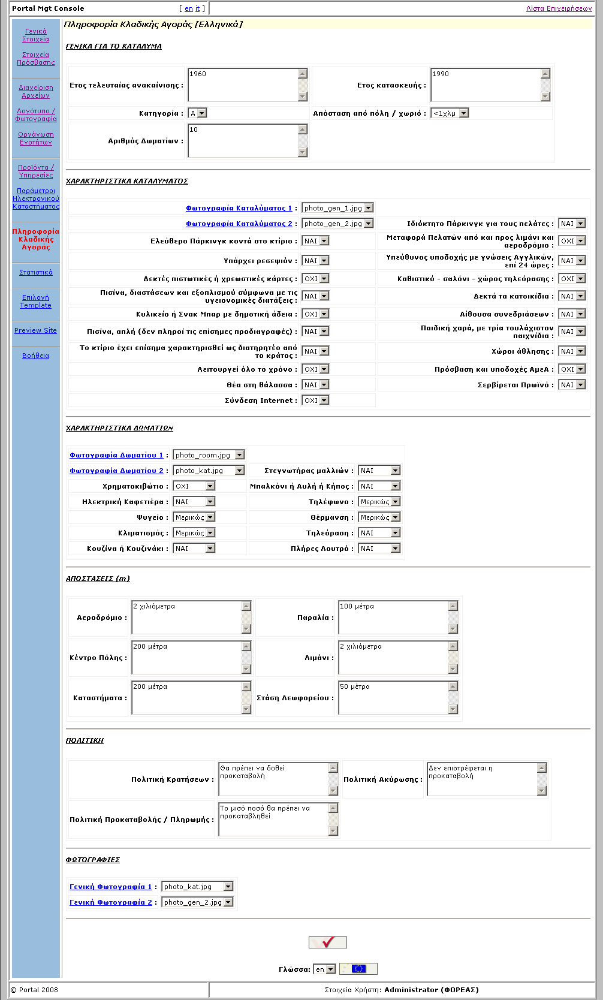 Portal Mgt Console [ en it ] Λίστα Επιχειρήσεων
Γενικά
Στοιχεία
Στοιχεία
Πρόσβασης
Διαχείριση
Αρχείων
Λογότυπο /
Φωτογραφία
Οργάνωση
Ενοτήτων
Προϊόντα /
Υπηρεσίες
Παράμετροι
Ηλεκτρονικού
Καταστήματος
Πληροφορία
Κλαδικής
Αγοράς
Στατιστικά
Επιλογή
Template
Preview Site
Βοήθεια
Πληροφορία Κλαδικής Αγοράς [Ελληνικά]
ΓΕΝΙΚΑ ΓΙΑ ΤΟ ΚΑΤΑΛΥΜΑ
Ετος τελευταίας ανακαίνισης : 1960 Ετος κατασκευής : 1990
Κατηγορία : Α Απόσταση από πόλη / χωριό : <1χλμ
Αριθμός Δωματίων : 10
ΧΑΡΑΚΤΗΡΙΣΤΙΚΑ ΚΑΤΑΛΥΜΑΤΟΣ
Φωτογραφία Καταλύματος 1 : photo_gen_1.jpg
Φωτογραφία Καταλύματος 2 : photo_gen_2.jpg Ιδιόκτητο Πάρκινγκ για τους πελάτες : ΝΑΙ
Ελεύθερο Πάρκινγκ κοντά στο κτίριο : ΝΑΙ Μεταφορά Πελατών από και προς λιμάνι και
αεροδρόμιο : ΟΧΙ
Υπάρχει ρεσεψιόν : ΝΑΙ Υπεύθυνος υποδοχής με γνώσεις Αγγλικών,
επί 24 ώρες : ΝΑΙ
Δεκτές πιστωτικές ή χρεωστικές κάρτες : ΟΧΙ Καθιστικό - σαλόνι - χώρος τηλεόρασης : ΟΧΙ
Πισίνα, διαστάσεων και εξοπλισμού σύμφωνα με τις
υγειονομικές διατάξεις : ΝΑΙ Δεκτά τα κατοικίδια : ΝΑΙ
Κυλικείο ή Σνακ Μπαρ με δημοτική άδεια : ΟΧΙ Αίθουσα συνεδριάσεων : ΝΑΙ
Πισίνα, απλή (δεν πληροί τις επίσημες προδιαγραφές) : ΝΑΙ Παιδική χαρά, με τρία τουλάχιστον
παιχνίδια : ΝΑΙ
Το κτίριο έχει επίσημα χαρακτηρισθεί ως διατηρητέο από
το κράτος : ΝΑΙ Χώροι άθλησης : ΝΑΙ
Λειτουργεί όλο το χρόνο : ΟΧΙ Πρόσβαση και υποδοχές ΑμεΑ : ΟΧΙ
Θέα στη θάλασσα : ΝΑΙ Σερβίρεται Πρωϊνό : ΝΑΙ
Σύνδεση Internet : ΟΧΙ
ΧΑΡΑΚΤΗΡΙΣΤΙΚΑ ΔΩΜΑΤΙΩΝ
Φωτογραφία Δωματίου 1 : photo_room.jpg
Φωτογραφία Δωματίου 2 : photo_kat.jpg Στεγνωτήρας μαλλιών : ΝΑΙ
Χρηματοκιβώτιο : ΟΧΙ Μπαλκόνι ή Αυλή ή Κήπος : ΝΑΙ
Ηλεκτρική Καφετιέρα : ΝΑΙ Τηλέφωνο : Μερικώς
Ψυγείο : Μερικώς Θέρμανση : Μερικώς
Κλιματισμός : Μερικώς Τηλεόραση : ΝΑΙ
Κουζίνα ή Κουζινάκι : ΝΑΙ Πλήρες Λουτρό : ΝΑΙ
ΑΠΟΣΤΑΣΕΙΣ (m)
Αεροδρόμιο : 2 χιλιόμετρα Παραλία : 100 μέτρα
Κέντρο Πόλης : 200 μέτρα Λιμάνι : 2 χιλιόμετρα
Καταστήματα : 200 μέτρα Στάση Λεωφορείου : 50 μέτρα
ΠΟΛΙΤΙΚΗ
Πολιτική Κρατήσεων : Θα πρέπει να δοθεί
προκαταβολή
Πολιτική Ακύρωσης : Δεν επιστρέφεται η
προκαταβολή
Πολιτική Προκαταβολής / Πληρωμής : Το μισό ποσό θα πρέπει να
προκαταβληθεί
ΦΩΤΟΓΡΑΦΙΕΣ
Γενική Φωτογραφία 1 : photo_kat.jpg
Γενική Φωτογραφία 2 : photo_gen_2.jpg
Γλώσσα: en
© Portal 2008 Στοιχεία Χρήστη: Administrator (ΦΟΡΕΑΣ)